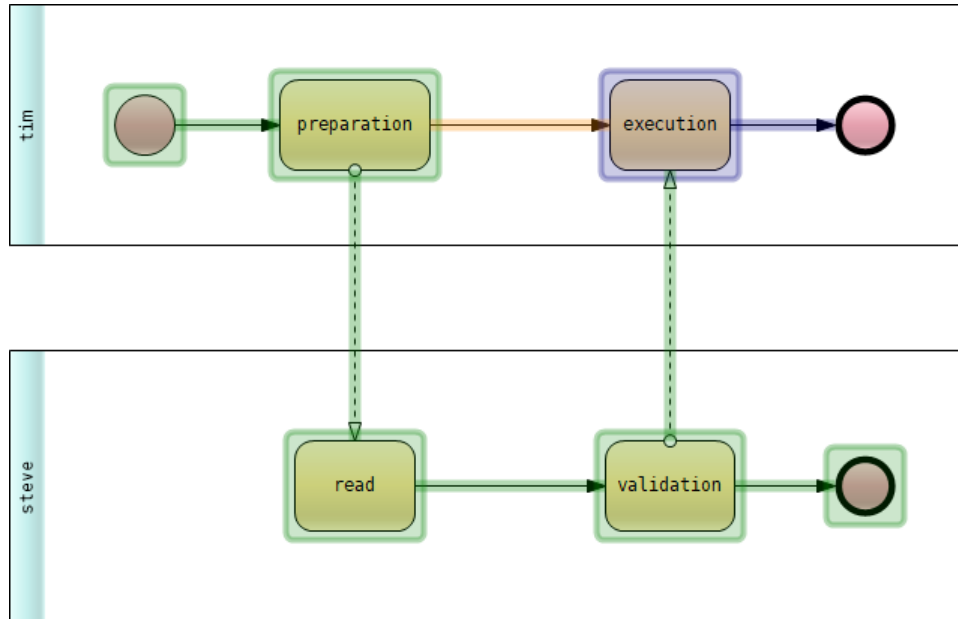 tim
preparation
execution
steve
read
validation